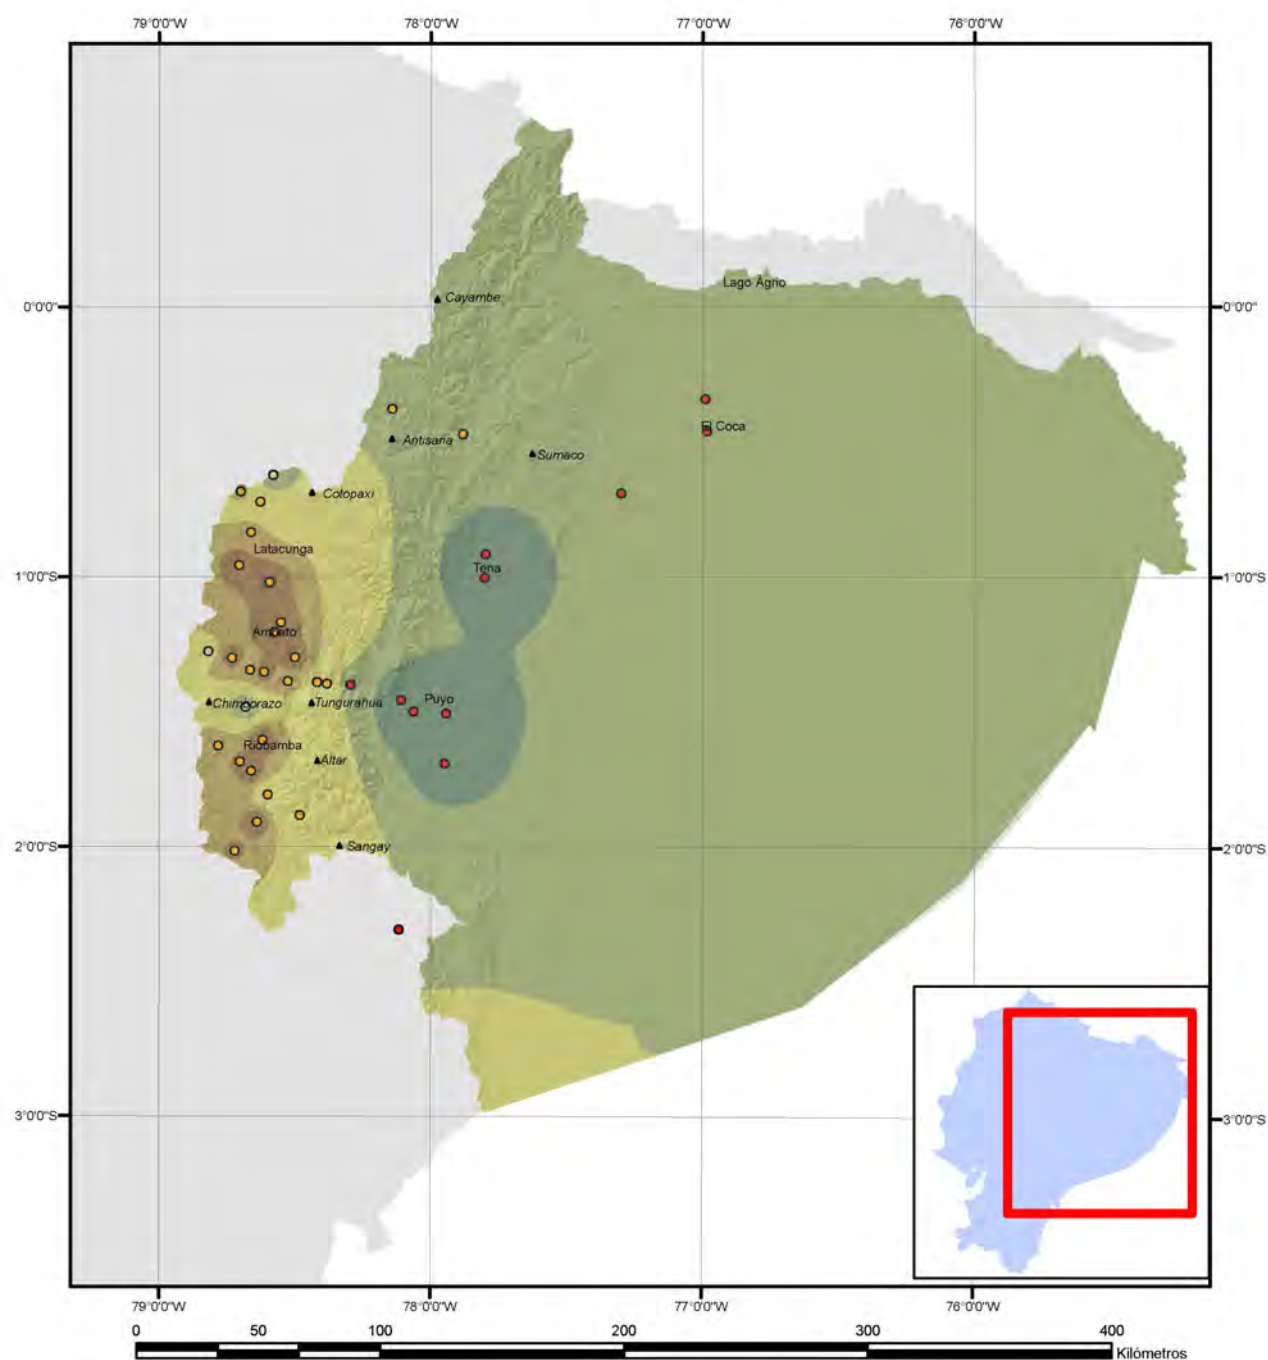 79°0'0"W 78°0'0"W 77°0'0"W 76°0'0"W
Lago Agrio
Cayambe
0°0'0" 0°0'0"
El Coca
Antisana
Sumaco
Cotopaxi
Latacunga
Tena
1°0'0"S 1°0'0"S
Ambato
Puyo
Chimborazo Tungurahua
Riobamba
Altar
Sangay
2°0'0"S 2°0'0"S
3°0'0"S 3°0'0"S
79°0'0"W 78°0'0"W 77°0'0"W 76°0'0"W
0 50 100 200 300 400
Kilómetros